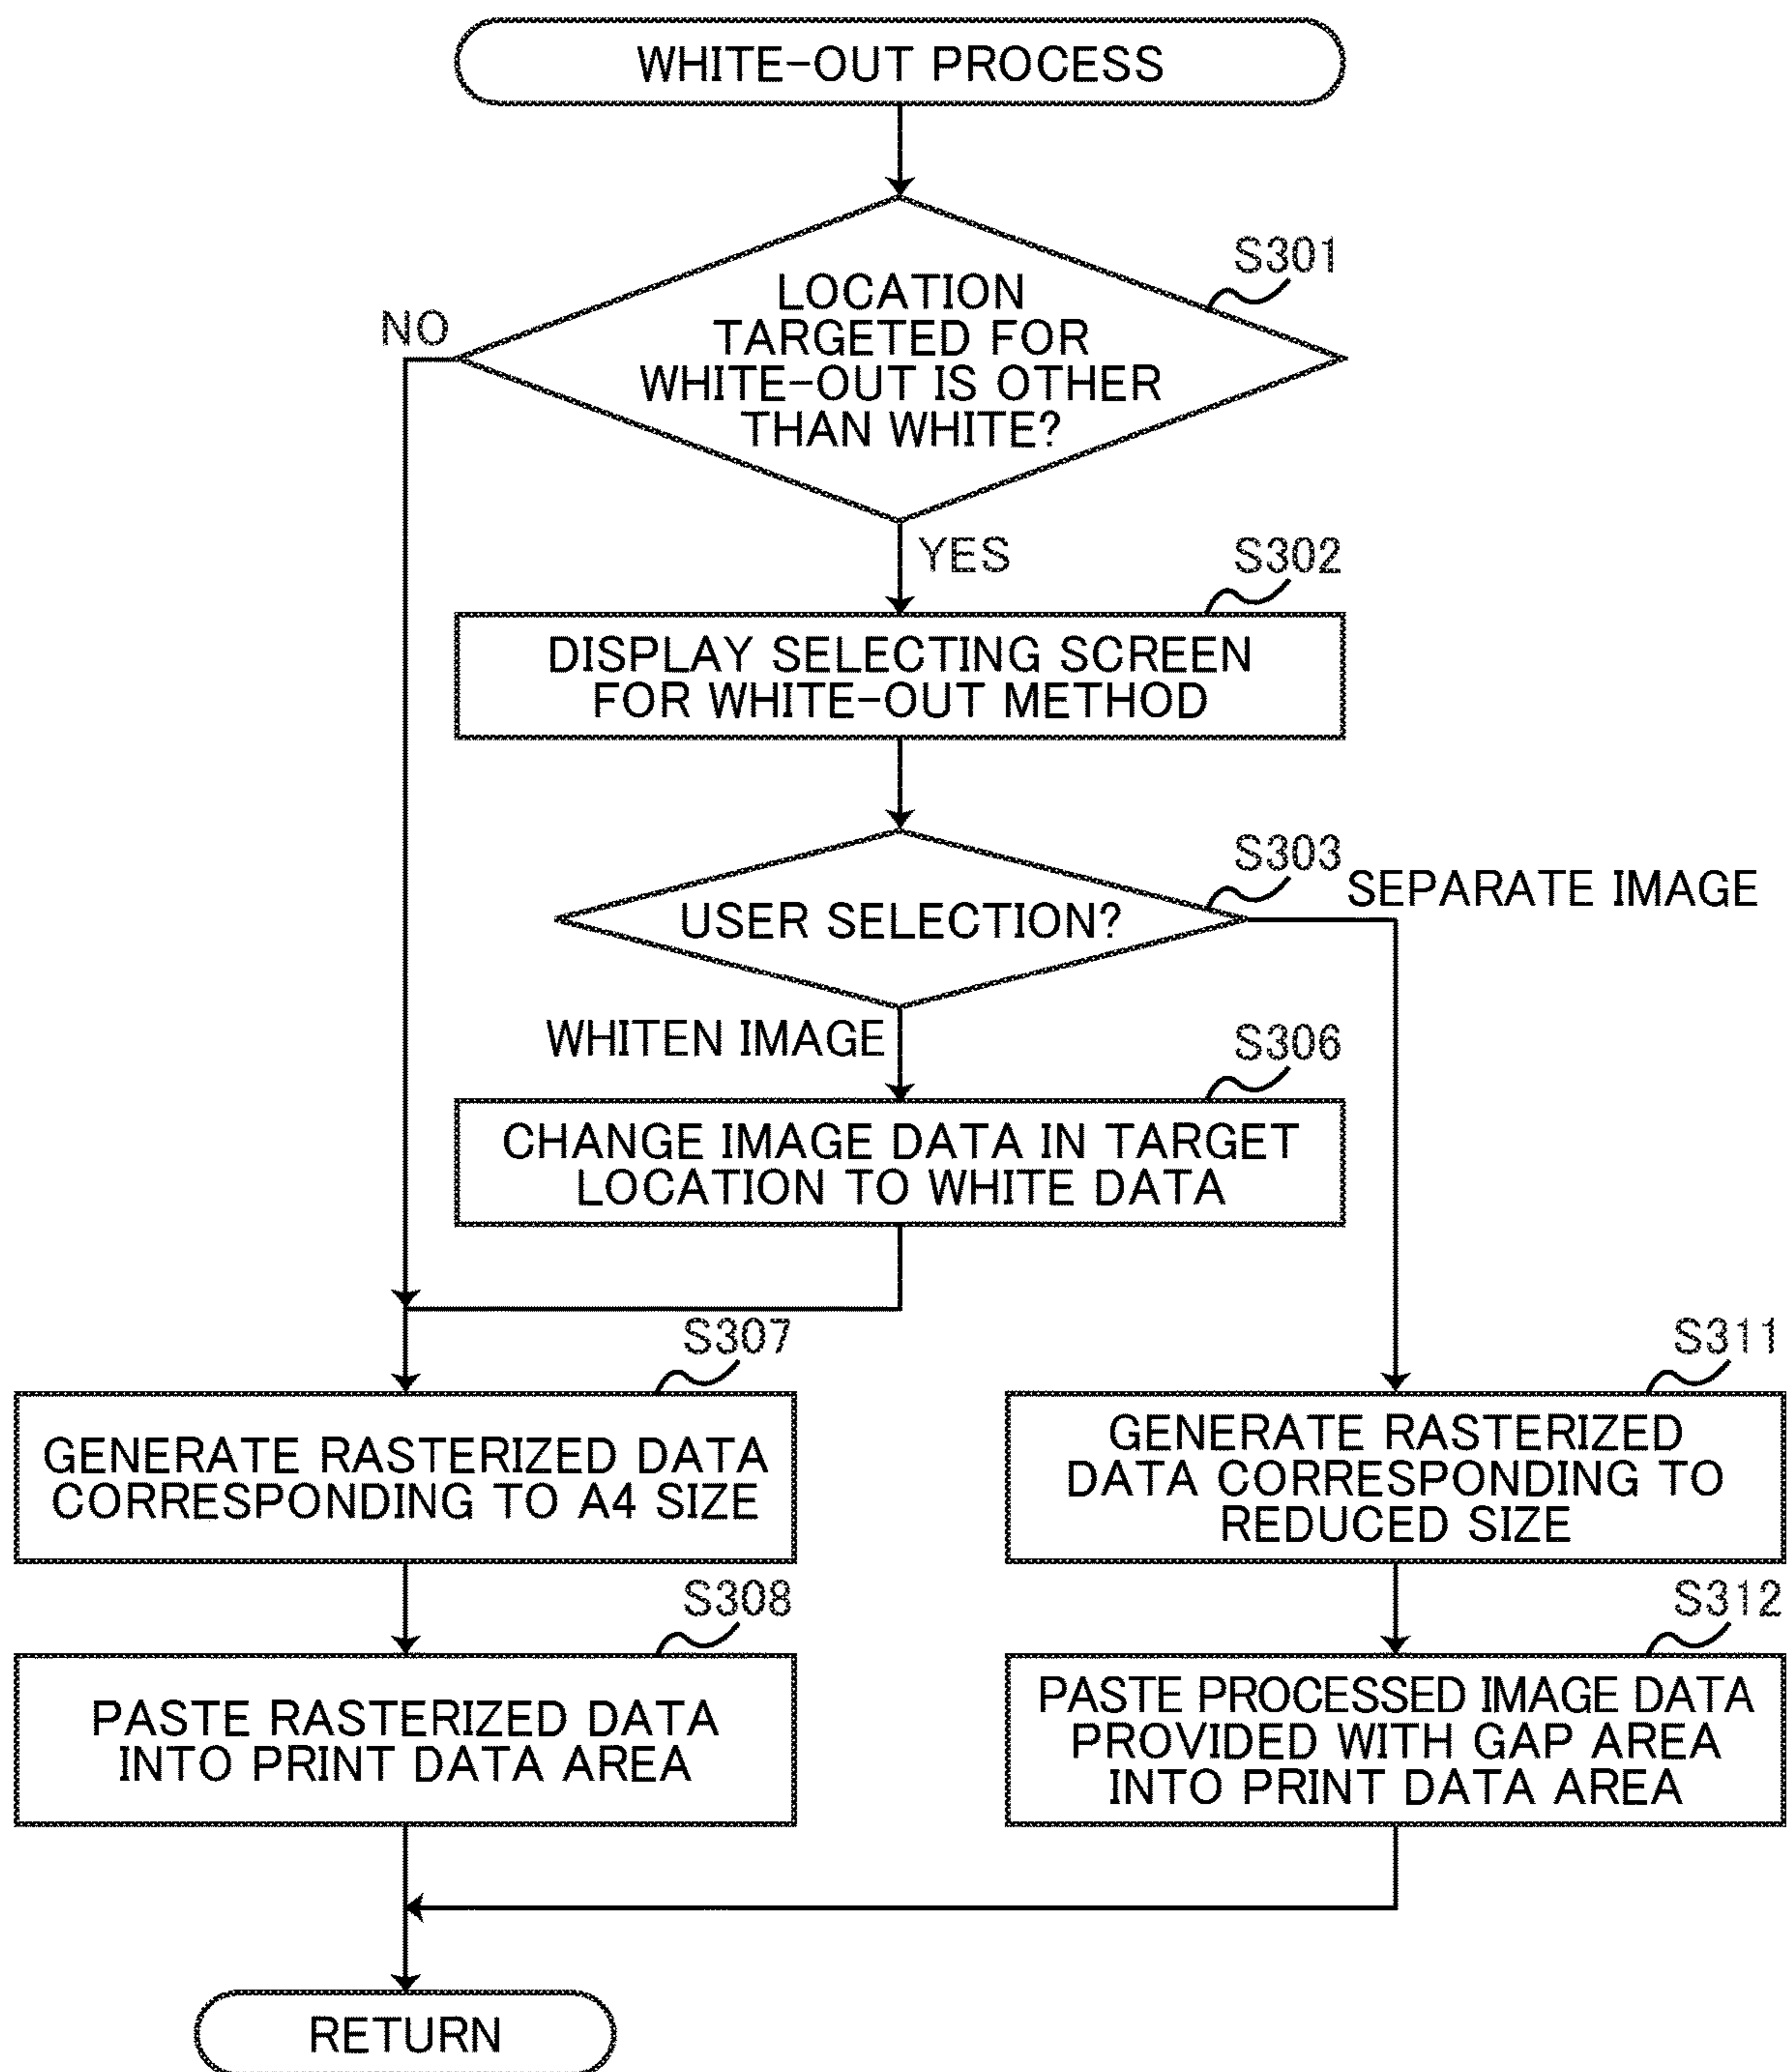 WHITE-OUT PROCESS
S301
LOCATION
TARGETED FOR
WHITE-OUT IS OTHER
THAN WHITE?
NO
YES
S302
DISPLAY SELECTING SCREEN
FOR WHITE-OUT METHOD
S303
USER SELECTION?
SEPARATE IMAGE
WHITEN IMAGE
S306
CHANGE IMAGE DATA IN TARGET
LOCATION TO WHITE DATA
S307
GENERATE RASTERIZED DATA
CORRESPONDING TO A4 SIZE
S311
GENERATE RASTERIZED
DATA CORRESPONDING TO
REDUCED SIZE
S308
PASTE RASTERIZED DATA
INTO PRINT DATA AREA
S312
PASTE PROCESSED IMAGE DATA
PROVIDED WITH GAP AREA
INTO PRINT DATA AREA
RETURN